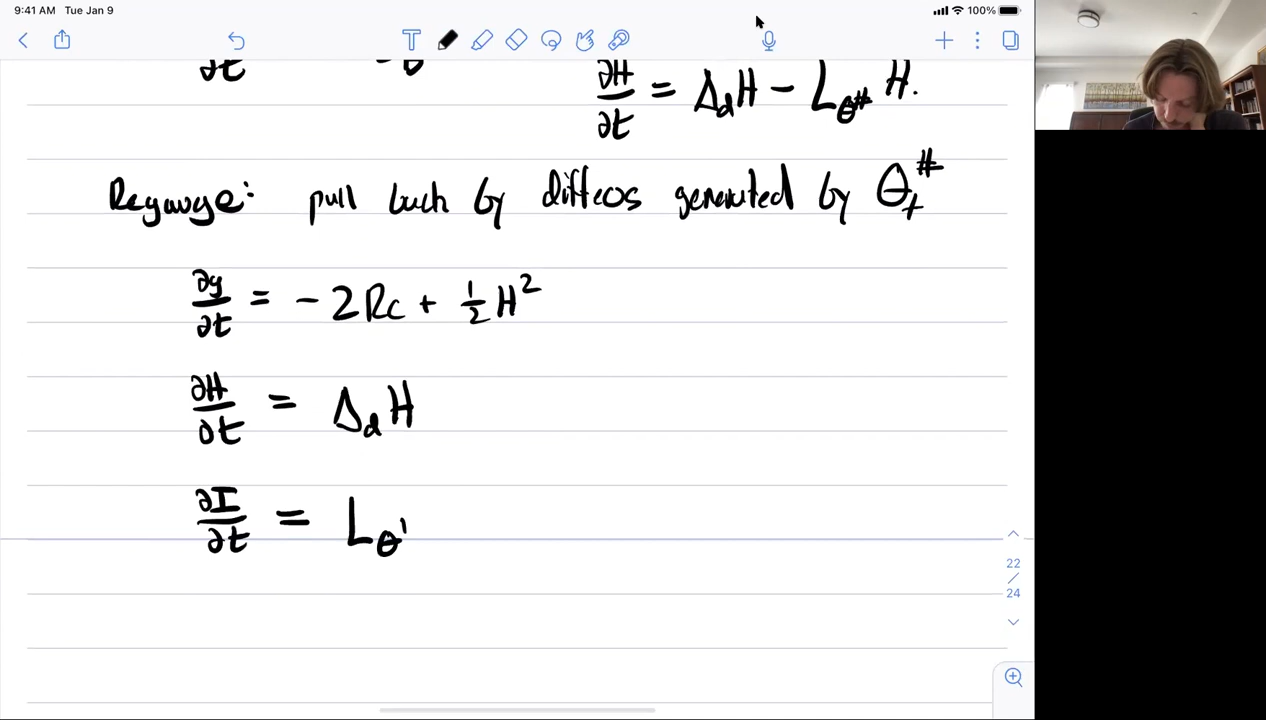 9:41 AM Tue Jan 9
100%
∂t
∂H/∂t = Δ_d H − L_θ# H.
Regauge: pull back by diffeos generated by θ_t^#
∂g/∂t = −2Rc + ½H²
∂H/∂t = Δ_d H
∂I/∂t = L_θ'
22
/
24